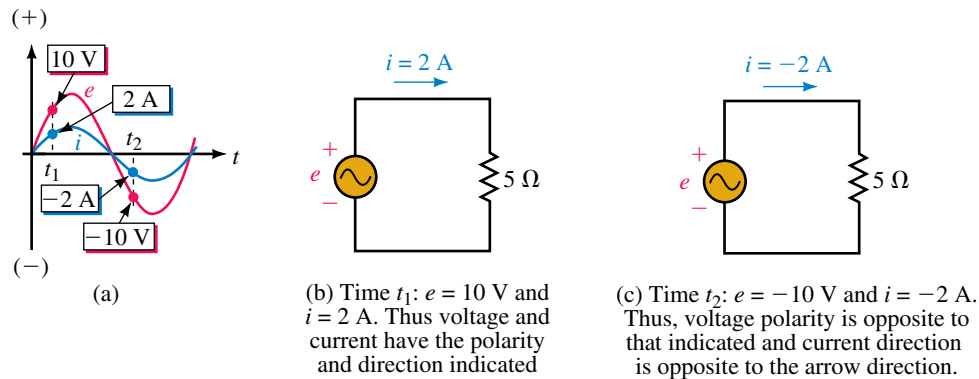 (+)
10 V
e
2 A
i
t₂
t
t₁
−2 A
−10 V
(−)
(a)
i = 2 A
+
e
−
5 Ω
(b) Time t₁: e = 10 V and
i = 2 A. Thus voltage and
current have the polarity
and direction indicated
i = −2 A
+
e
−
5 Ω
(c) Time t₂: e = −10 V and i = −2 A.
Thus, voltage polarity is opposite to
that indicated and current direction
is opposite to the arrow direction.